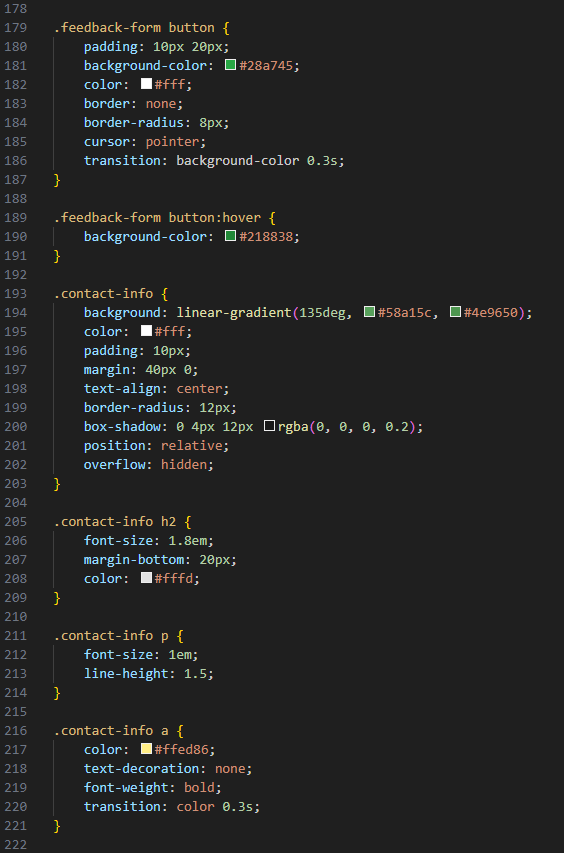 178
179 .feedback-form button {
180     padding: 10px 20px;
181     background-color: #28a745;
182     color: #fff;
183     border: none;
184     border-radius: 8px;
185     cursor: pointer;
186     transition: background-color 0.3s;
187 }
188
189 .feedback-form button:hover {
190     background-color: #218838;
191 }
192
193 .contact-info {
194     background: linear-gradient(135deg, #58a15c, #4e9650);
195     color: #fff;
196     padding: 10px;
197     margin: 40px 0;
198     text-align: center;
199     border-radius: 12px;
200     box-shadow: 0 4px 12px rgba(0, 0, 0, 0.2);
201     position: relative;
202     overflow: hidden;
203 }
204
205 .contact-info h2 {
206     font-size: 1.8em;
207     margin-bottom: 20px;
208     color: #fffd;
209 }
210
211 .contact-info p {
212     font-size: 1em;
213     line-height: 1.5;
214 }
215
216 .contact-info a {
217     color: #ffed86;
218     text-decoration: none;
219     font-weight: bold;
220     transition: color 0.3s;
221 }
222